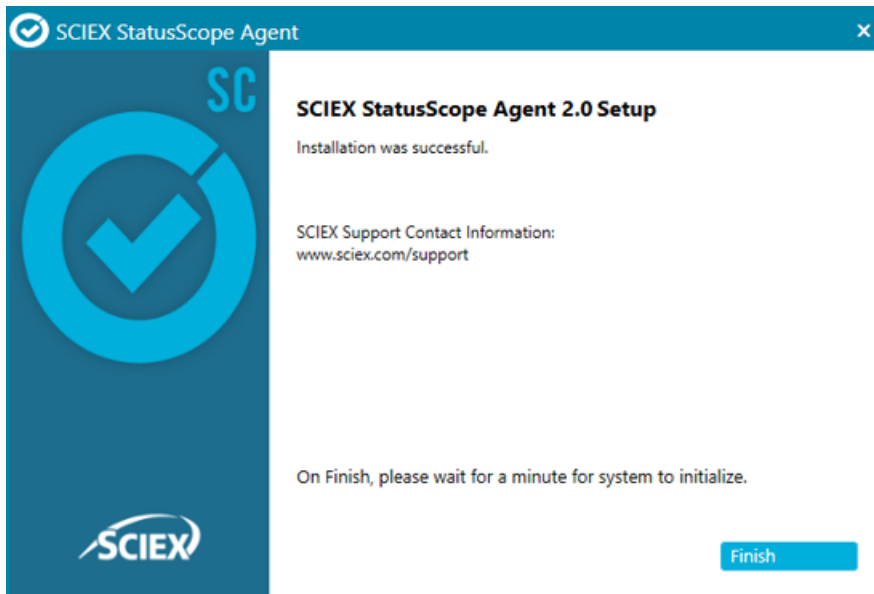 SCIEX StatusScope Agent
SC
SCIEX StatusScope Agent 2.0 Setup
Installation was successful.
SCIEX Support Contact Information:
www.sciex.com/support
On Finish, please wait for a minute for system to initialize.
SCIEX
Finish